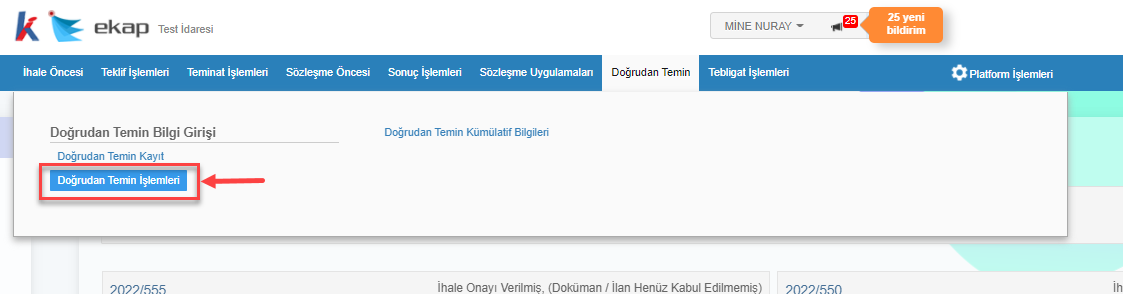 ekap Test İdaresi MİNE NURAY 25 25 yeni
bildirim
İhale Öncesi Teklif İşlemleri Teminat İşlemleri Sözleşme Öncesi Sonuç İşlemleri Sözleşme Uygulamaları Doğrudan Temin Tebligat İşlemleri Platform İşlemleri
Doğrudan Temin Bilgi Girişi Doğrudan Temin Kümülatif Bilgileri
Doğrudan Temin Kayıt
Doğrudan Temin İşlemleri
2022/555 İhale Onayı Verilmiş, (Doküman / İlan Henüz Kabul Edilmemiş) 2022/550